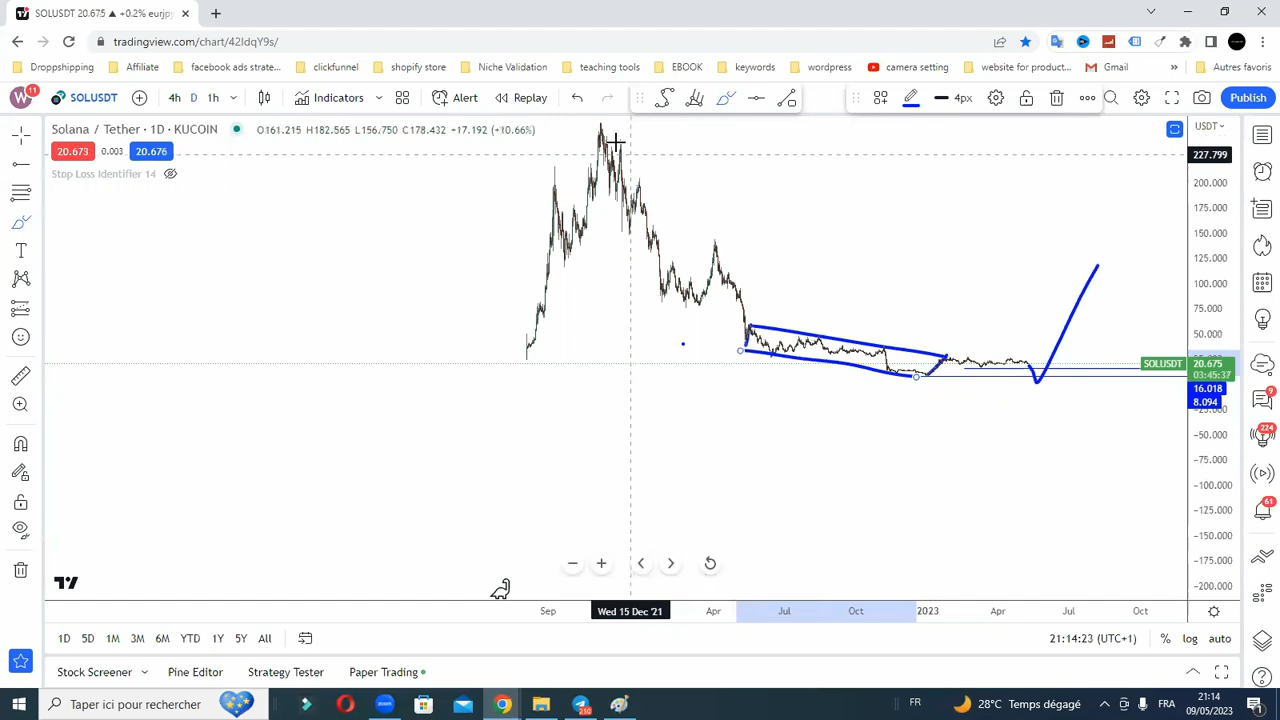 SOLUSDT 20.675 ▲ +0.2% eurjpy
tradingview.com/chart/42IdqY9s/
Droppshipping
Affiliate
facebook ads strate...
clickfunnel
shopify store
Niche Validation
teaching tools
EBOOK
keywords
wordpress
camera setting
website for product...
Gmail
»
Autres favoris
W
11
SOLUSDT
4h
D
1h
Indicators
Alert
Replay
4px
Publish
Solana / Tether · 1D · KUCOIN
O161.215 H182.565 L156.750 C178.432 +17.192 (+10.66%)
USDT
20.673
0.003
20.676
Stop Loss Identifier 14
227.799
200.000
175.000
150.000
125.000
100.000
75.000
50.000
SOLUSDT
20.675
03:45:37
16.018
8.094
−50.000
−75.000
−100.000
−125.000
−150.000
−175.000
−200.000
9
224
61
Sep
Wed 15 Dec '21
Apr
Jul
Oct
2023
Apr
Jul
Oct
1D
5D
1M
3M
6M
YTD
1Y
5Y
All
21:14:23 (UTC+1)
%
log
auto
Stock Screener
Pine Editor
Strategy Tester
Paper Trading
Taper ici pour rechercher
zoom
FR
28°C Temps dégagé
FRA
21:14
09/05/2023